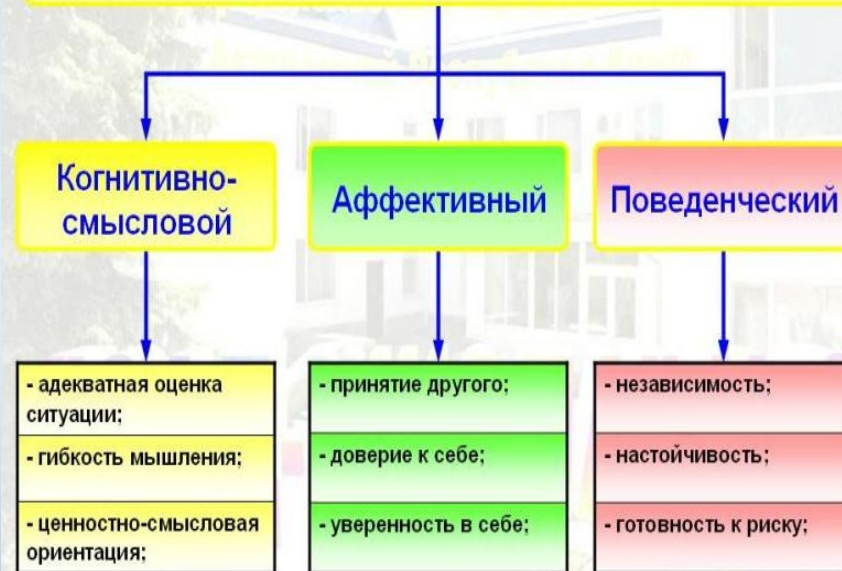 Когнитивно-
смысловой
Аффективный
Поведенческий
- адекватная оценка
ситуации;
- гибкость мышления;
- ценностно-смысловая
ориентация;
- принятие другого;
- доверие к себе;
- уверенность в себе;
- независимость;
- настойчивость;
- готовность к риску;